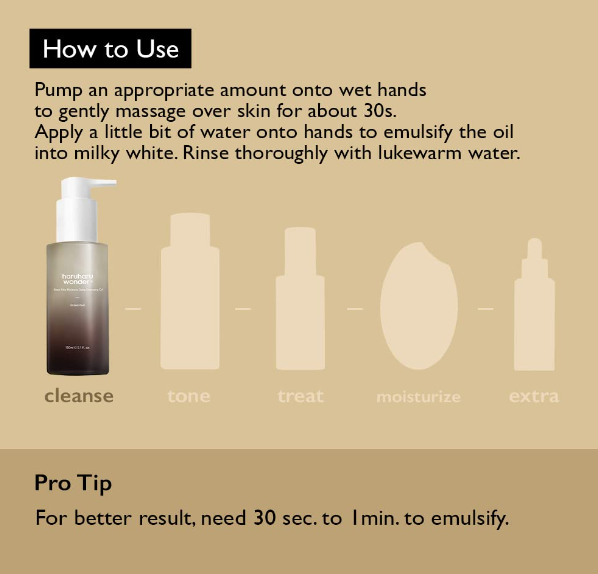 How to Use
Pump an appropriate amount onto wet hands
to gently massage over skin for about 30s.
Apply a little bit of water onto hands to emulsify the oil
into milky white. Rinse thoroughly with lukewarm water.
haruharu
wonder
cleanse
tone
treat
moisturize
extra
Pro Tip
For better result, need 30 sec. to 1min. to emulsify.